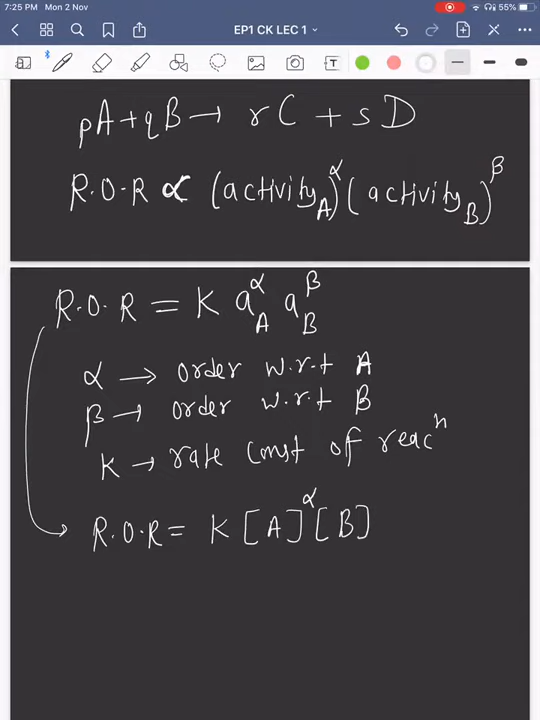 7:25 PM Mon 2 Nov 55%
EP1 CK LEC 1
pA + qB → rC + sD
R.O.R ∝ (activity_A)^α (activity_B)^β
R.O.R = K a_A^α a_B^β
α → order w.r.t A
β → order w.r.t B
K → rate const of reac^n
R.O.R = K [A]^α [B]